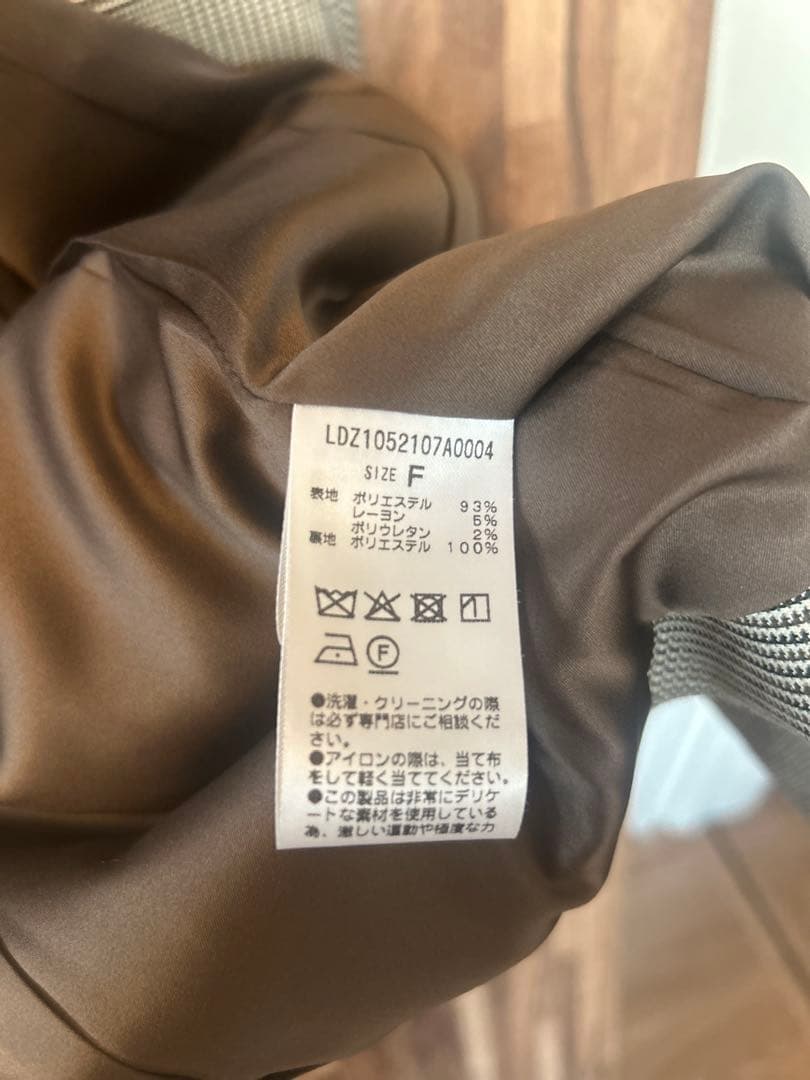 LDZ1052107A0004
SIZE F
表地 ポリエステル 93%
レーヨン 5%
ポリウレタン 2%
裏地 ポリエステル 100%
F
●洗濯・クリーニングの際
は必ず専門店にご相談くだ
さい。
●アイロンの際は、当て布
をして軽く当ててください。
●この製品は非常にデリケ
ートな素材を使用している
為、激しい運動や極度な力